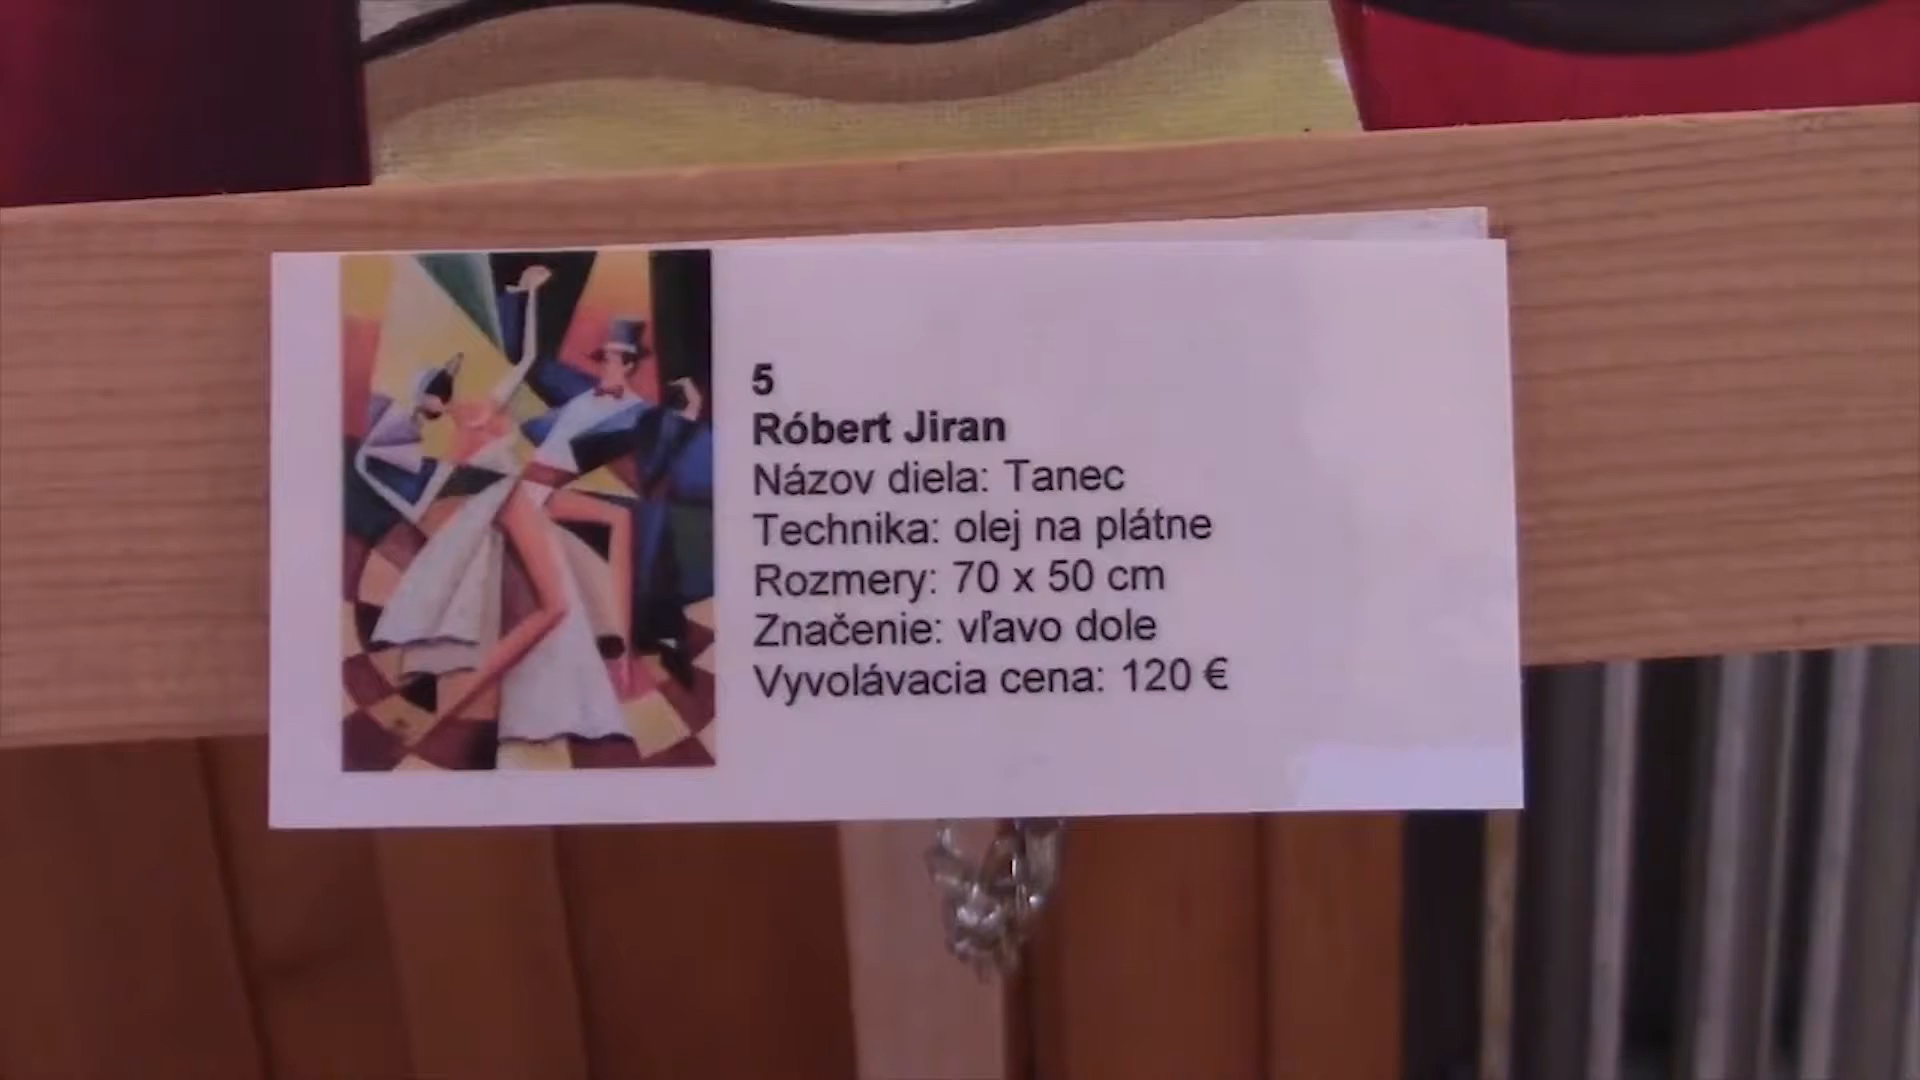 5
Róbert Jiran
Názov diela: Tanec
Technika: olej na plátne
Rozmery: 70 x 50 cm
Značenie: vľavo dole
Vyvolávacia cena: 120 €